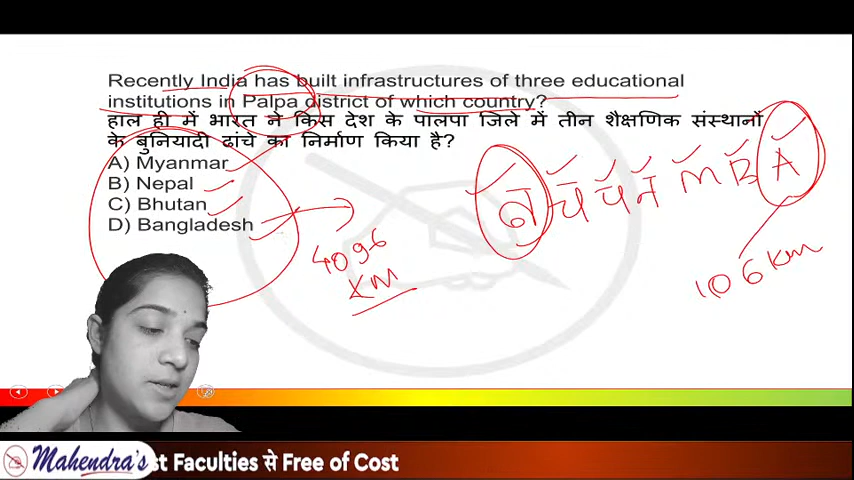 Recently India has built infrastructures of three educational
institutions in Palpa district of which country?
हाल ही में भारत ने किस देश के पालपा जिले में तीन शैक्षणिक संस्थानों
के बुनियादी ढांचे का निर्माण किया है?
A) Myanmar
B) Nepal
C) Bhutan
D) Bangladesh
4096
KM
ब चं प न M B A
106 km
Mahendra's st Faculties से Free of Cost